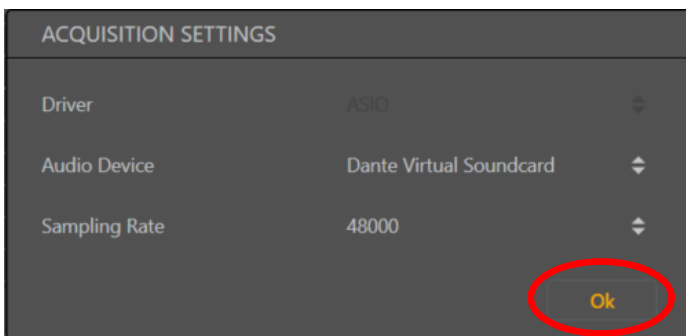 ACQUISITION SETTINGS
Driver ASIO
Audio Device Dante Virtual Soundcard
Sampling Rate 48000
Ok